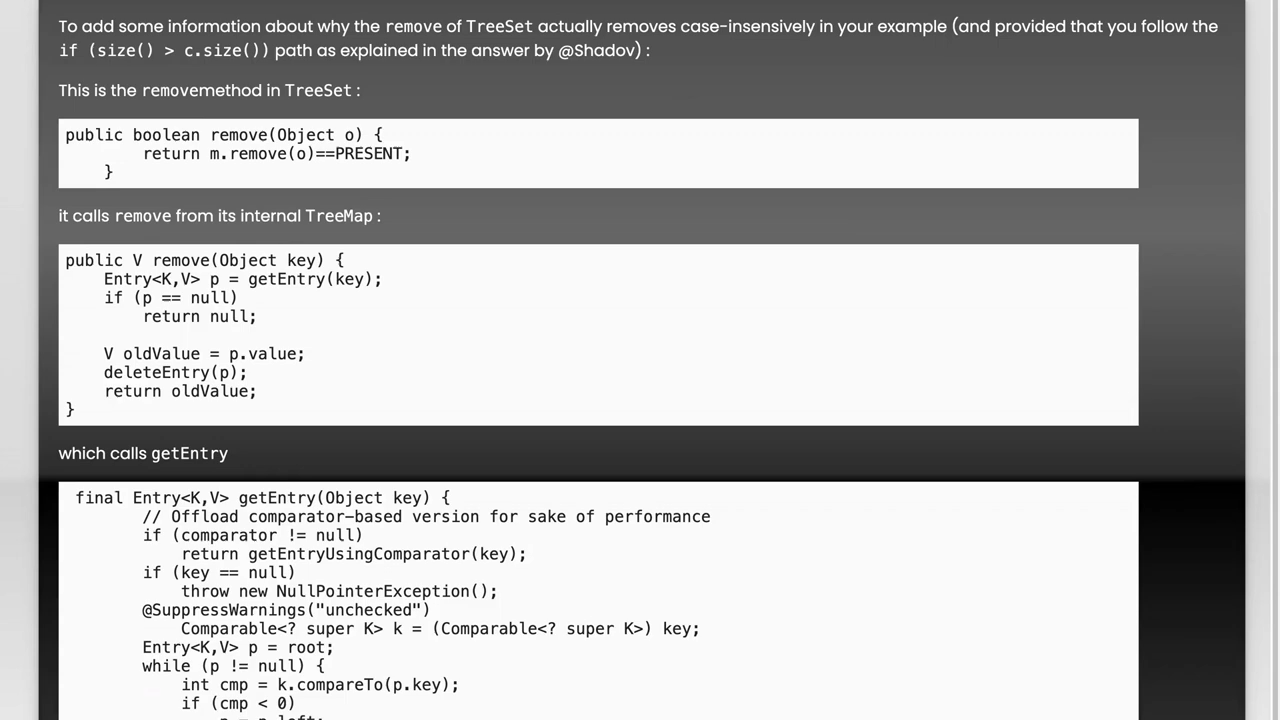 To add some information about why the remove of TreeSet actually removes case-insensively in your example (and provided that you follow the
if (size() > c.size()) path as explained in the answer by @Shadov) :
This is the removemethod in TreeSet :
public boolean remove(Object o) {
        return m.remove(o)==PRESENT;
    }
it calls remove from its internal TreeMap :
public V remove(Object key) {
    Entry<K,V> p = getEntry(key);
    if (p == null)
        return null;
    V oldValue = p.value;
    deleteEntry(p);
    return oldValue;
}
which calls getEntry
 final Entry<K,V> getEntry(Object key) {
        // Offload comparator-based version for sake of performance
        if (comparator != null)
            return getEntryUsingComparator(key);
        if (key == null)
            throw new NullPointerException();
        @SuppressWarnings("unchecked")
            Comparable<? super K> k = (Comparable<? super K>) key;
        Entry<K,V> p = root;
        while (p != null) {
            int cmp = k.compareTo(p.key);
            if (cmp < 0)
                p = p.left;